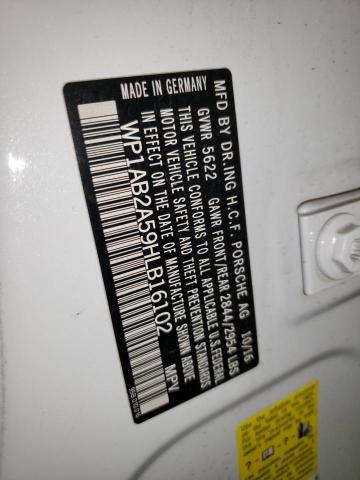 MFD BY DR.ING H.C.F. PORSCHE AG 10/16
GVWR 5622 GAWR FRONT/REAR 2844/2954 LBS
THIS VEHICLE CONFORMS TO ALL APPLICABLE U.S.FEDERAL
MOTOR VEHICLE SAFETY AND THEFT PREVENTION STANDARDS
IN EFFECT ON THE DATE OF MANUFACTURE SHOWN ABOVE
WP1AB2A59HLB16102 MPV
MADE IN GERMANY